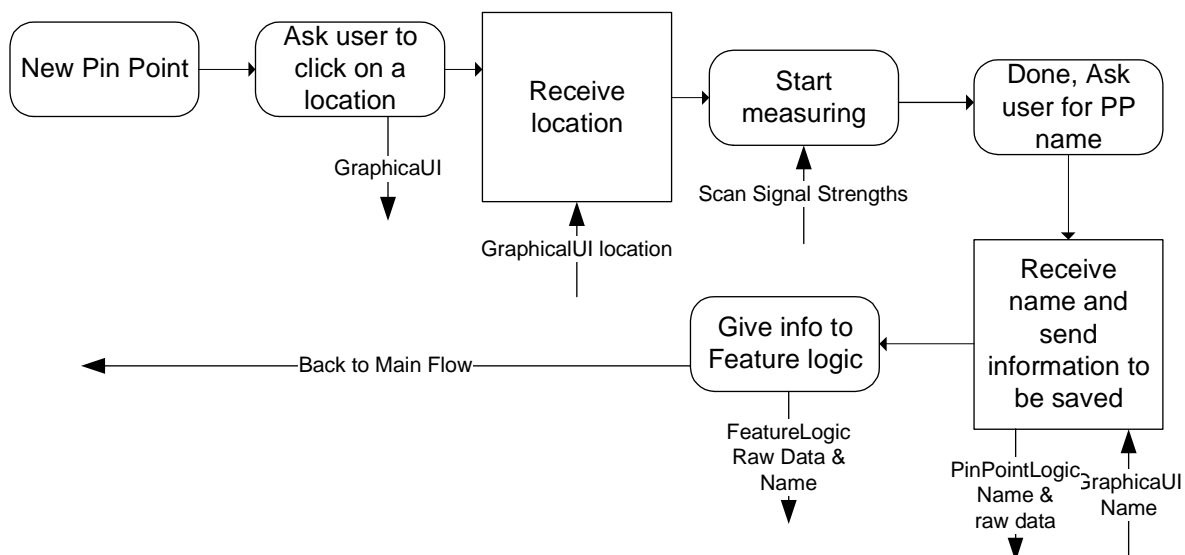 New Pin Point
Ask user to
click on a
location
GraphicaUI
Receive
location
GraphicalUI location
Start
measuring
Scan Signal Strengths
Done, Ask
user for PP
name
Receive
name and
send
information to
be saved
PinPointLogic
Name &
raw data
GraphicaUI
Name
Give info to
Feature logic
FeatureLogic
Raw Data &
Name
Back to Main Flow